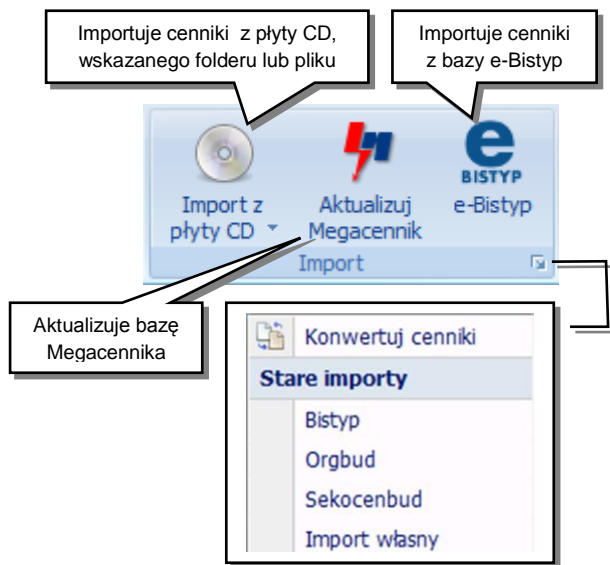 Importuje cenniki z płyty CD,
wskazanego folderu lub pliku
Importuje cenniki
z bazy e-Bistyp
e
BISTYP
Import z
płyty CD
Aktualizuj
Megacennik
e-Bistyp
Import
Aktualizuje bazę
Megacennika
Konwertuj cenniki
Stare importy
Bistyp
Orgbud
Sekocenbud
Import własny